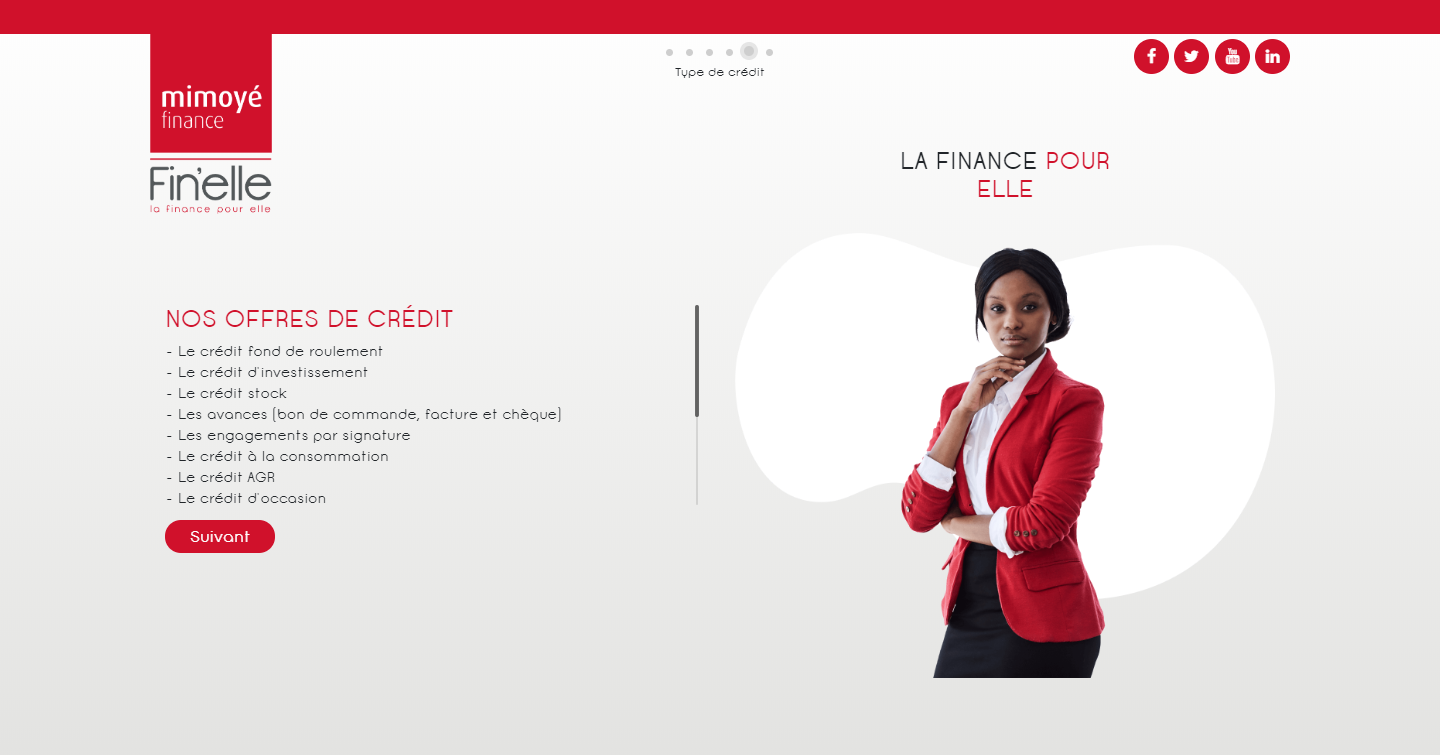 mimoyé
finance
Fin'elle
la finance pour elle
Type de crédit
You
Tube
LA FINANCE POUR
ELLE
NOS OFFRES DE CRÉDIT
- Le crédit fond de roulement
- Le crédit d'investissement
- Le crédit stock
- Les avances (bon de commande, facture et chèque)
- Les engagements par signature
- Le crédit à la consommation
- Le crédit AGR
- Le crédit d'occasion
Suivant